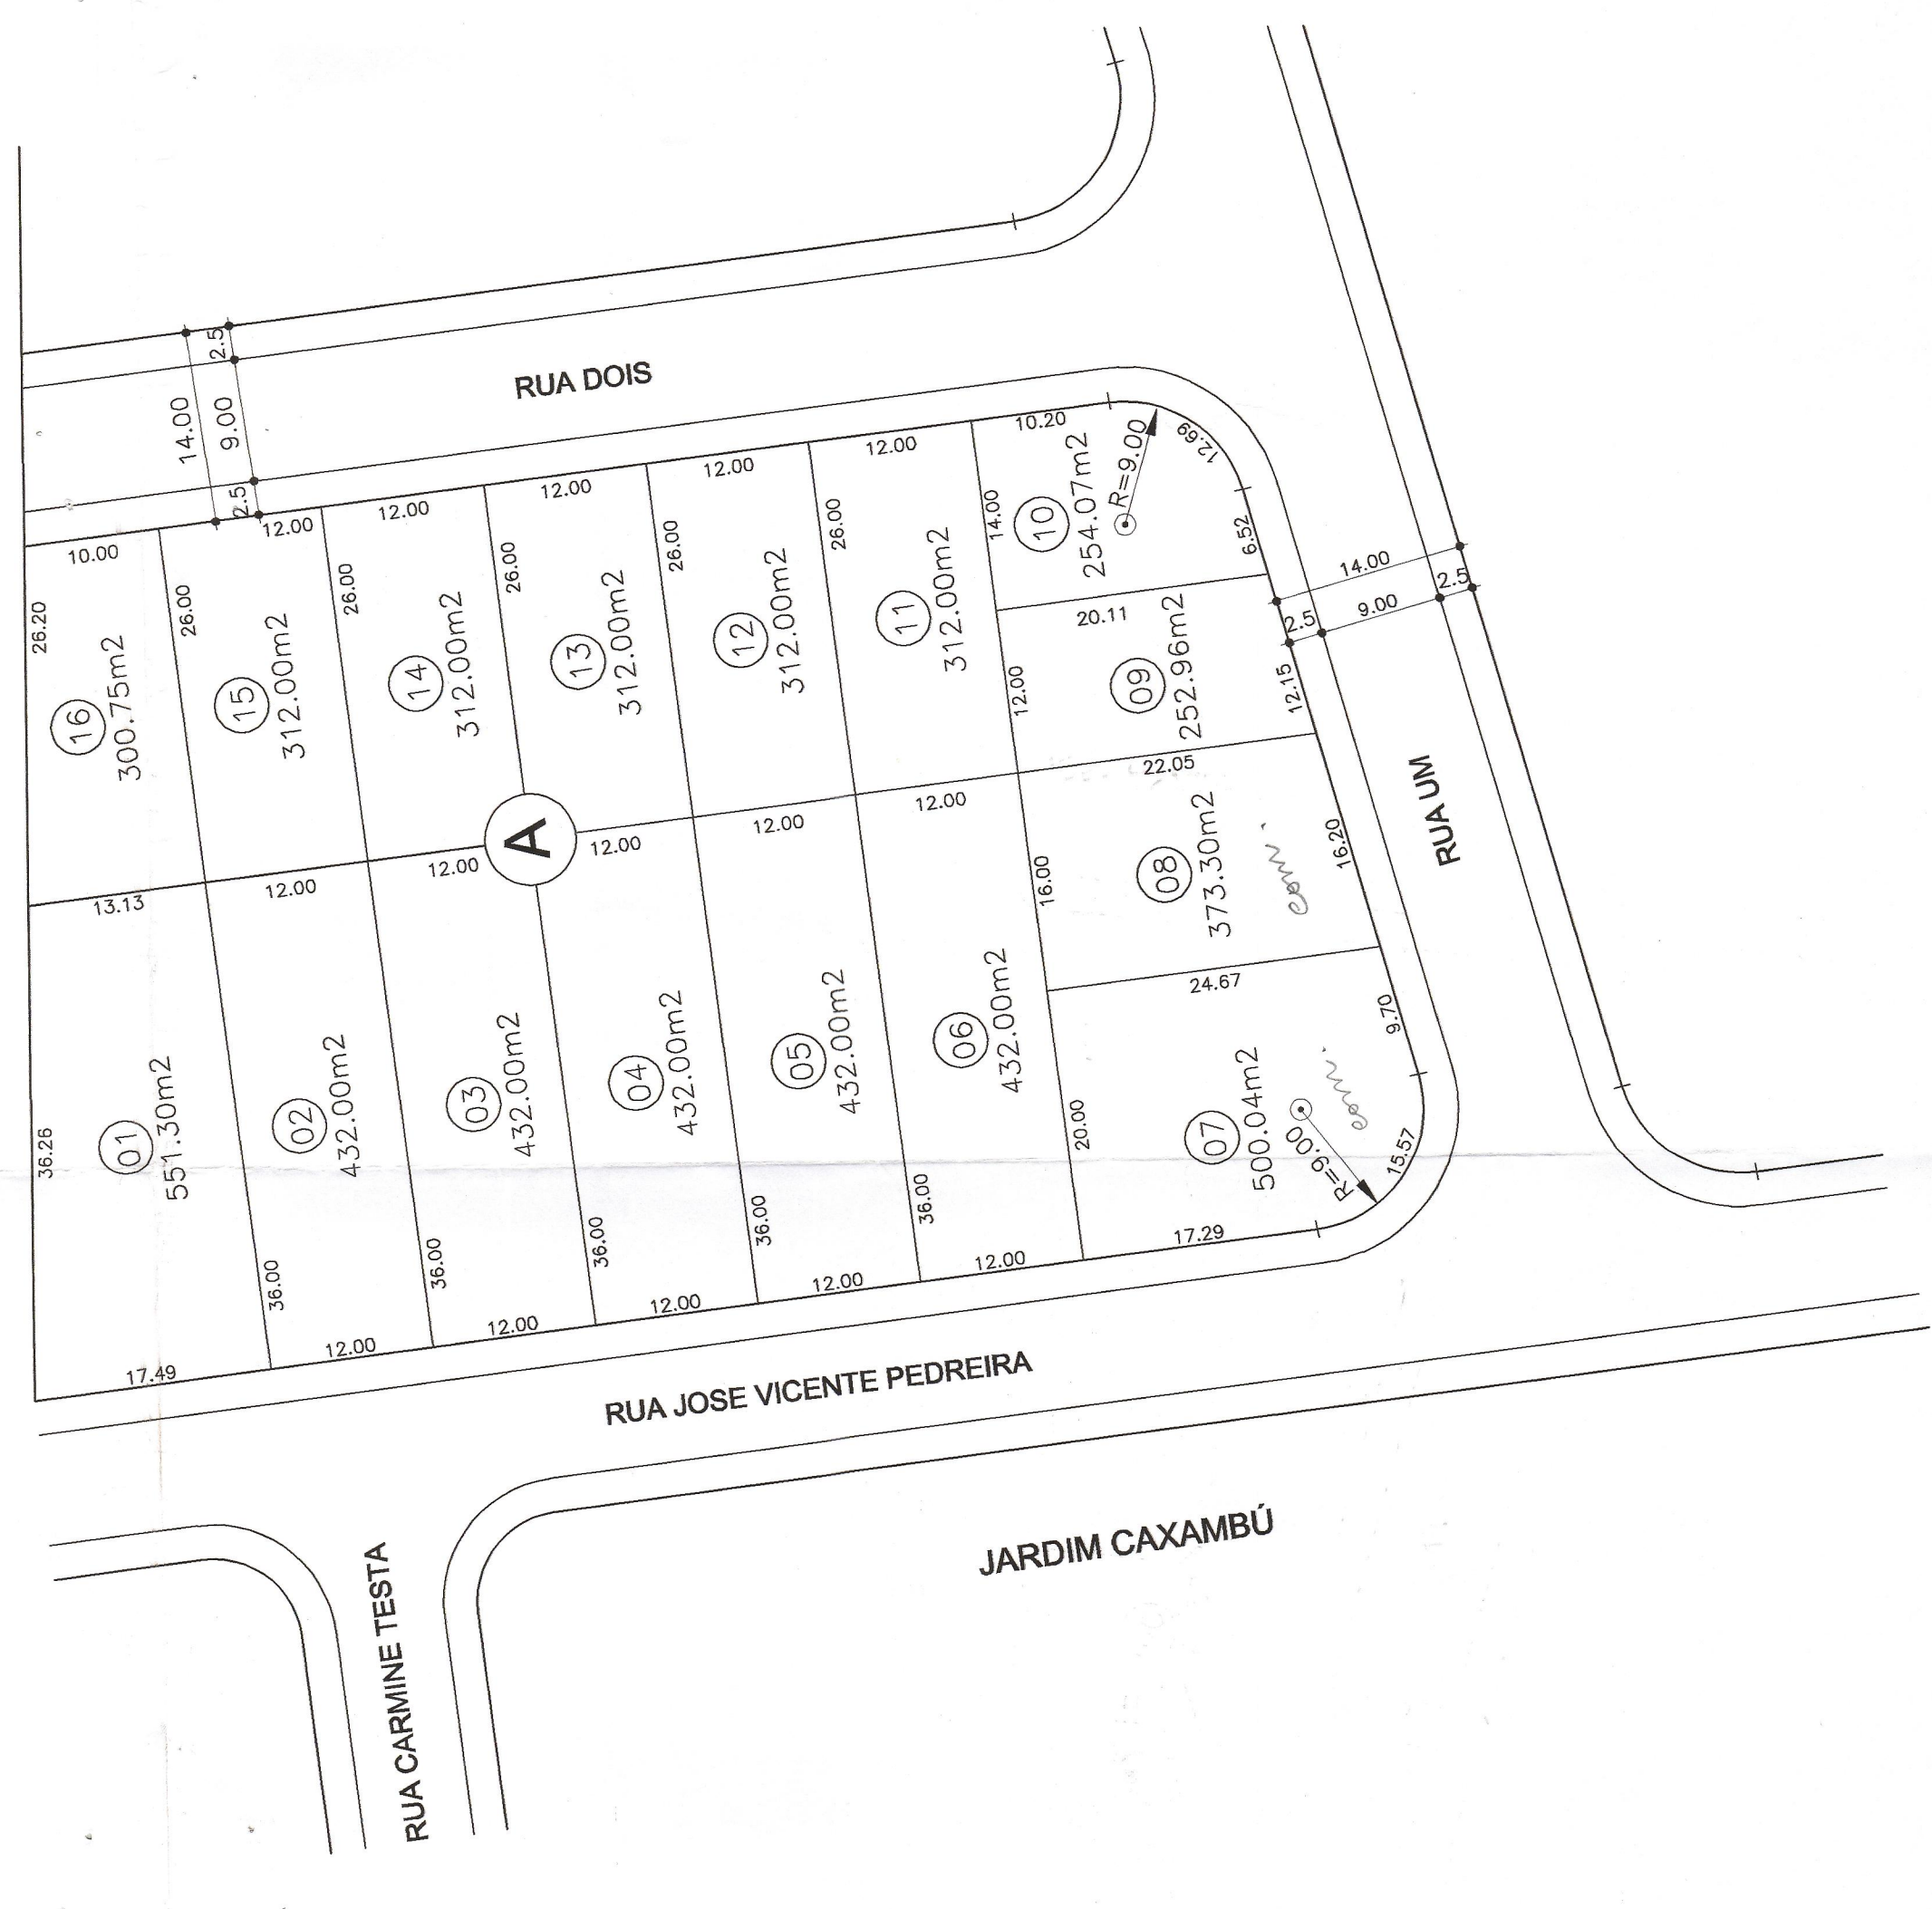 14.00
9.00
2.5
2.5
RUA DOIS
10.00
12.00
12.00
12.00
12.00
12.00
10.20
12.69
R=9.00
6.52
26.20
26.00
26.00
26.00
26.00
26.00
14.00
16
300.75m2
15
312.00m2
14
312.00m2
13
312.00m2
12
312.00m2
11
312.00m2
10
254.07m2
20.11
12.00
09
252.96m2
12.15
14.00
9.00
2.5
2.5
RUA UM
22.05
13.13
12.00
12.00
A
12.00
12.00
12.00
16.00
08
373.30m2
com.
16.20
24.67
9.70
36.26
01
551.30m2
02
432.00m2
03
432.00m2
04
432.00m2
05
432.00m2
06
432.00m2
20.00
07
500.04m2
com.
R=9.00
15.57
36.00
36.00
36.00
36.00
36.00
17.49
12.00
12.00
12.00
12.00
12.00
17.29
RUA JOSE VICENTE PEDREIRA
RUA CARMINE TESTA
JARDIM CAXAMBÚ